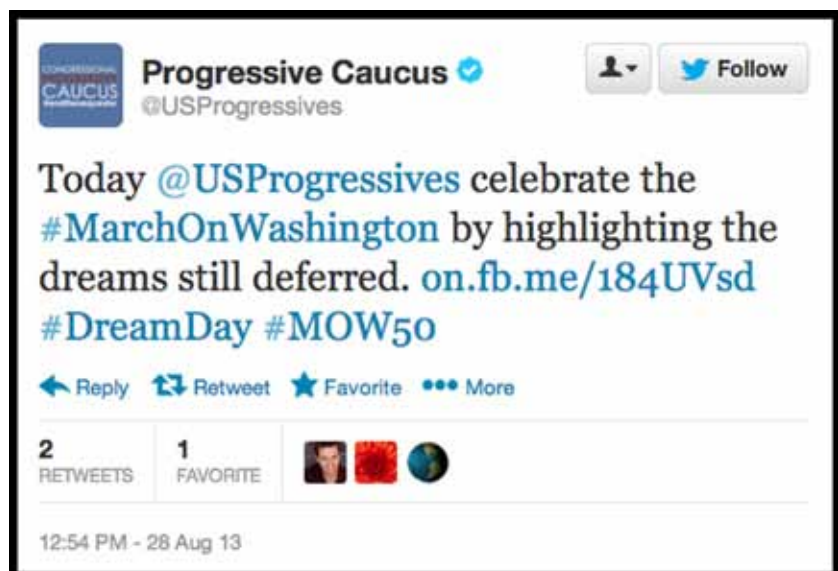 CONGRESSIONAL
CAUCUS
Progressive Caucus
@USProgressives
Follow
Today @USProgressives celebrate the
#MarchOnWashington by highlighting the
dreams still deferred. on.fb.me/184UVsd
#DreamDay #MOW50
Reply Retweet Favorite More
2 1
RETWEETS FAVORITE
12:54 PM - 28 Aug 13